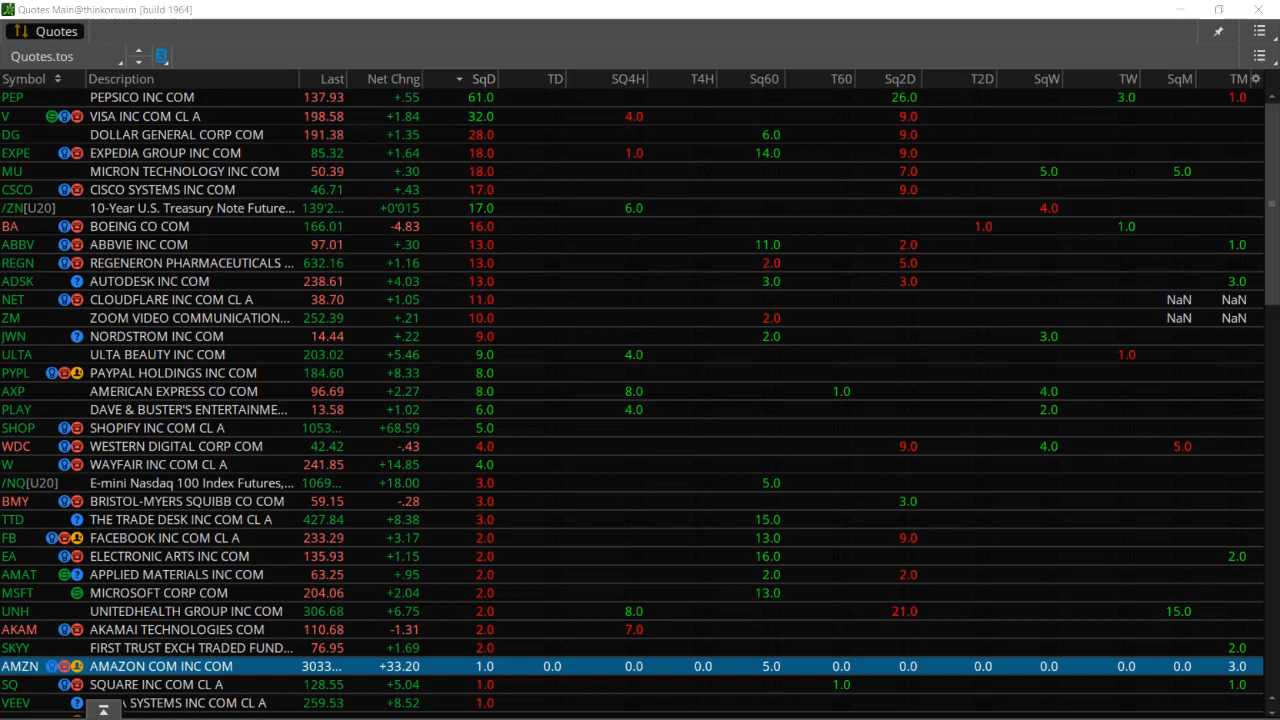 Quotes Main@thinkorswim [build 1964]
Quotes
Quotes.tos
Symbol Description Last Net Chng SqD TD SQ4H T4H Sq60 T60 Sq2D T2D SqW TW SqM TM
PEP PEPSICO INC COM 137.93 +.55 61.0 26.0 3.0 1.0
V VISA INC COM CL A 198.58 +1.84 32.0 4.0 9.0
DG DOLLAR GENERAL CORP COM 191.38 +1.35 28.0 6.0 9.0
EXPE EXPEDIA GROUP INC COM 85.32 +1.64 18.0 1.0 14.0 9.0
MU MICRON TECHNOLOGY INC COM 50.39 +.30 18.0 7.0 5.0 5.0
CSCO CISCO SYSTEMS INC COM 46.71 +.43 17.0 9.0
/ZN[U20] 10-Year U.S. Treasury Note Future... 139'2... +0'015 17.0 6.0 4.0
BA BOEING CO COM 166.01 -4.83 16.0 1.0 1.0
ABBV ABBVIE INC COM 97.01 +.30 13.0 11.0 2.0 1.0
REGN REGENERON PHARMACEUTICALS ... 632.16 +1.16 13.0 2.0 5.0
ADSK AUTODESK INC COM 238.61 +4.03 13.0 3.0 3.0 3.0
NET CLOUDFLARE INC COM CL A 38.70 +1.05 11.0 NaN NaN
ZM ZOOM VIDEO COMMUNICATION... 252.39 +.21 10.0 2.0 NaN NaN
JWN NORDSTROM INC COM 14.44 +.22 9.0 2.0 3.0
ULTA ULTA BEAUTY INC COM 203.02 +5.46 9.0 4.0 1.0
PYPL PAYPAL HOLDINGS INC COM 184.60 +8.33 8.0
AXP AMERICAN EXPRESS CO COM 96.69 +2.27 8.0 8.0 1.0 4.0
PLAY DAVE & BUSTER'S ENTERTAINME... 13.58 +1.02 6.0 4.0 2.0
SHOP SHOPIFY INC CL A 1053... +68.59 5.0
WDC WESTERN DIGITAL CORP COM 42.42 -.43 4.0 9.0 4.0 5.0
W WAYFAIR INC COM CL A 241.85 +14.85 4.0
/NQ[U20] E-mini Nasdaq 100 Index Futures,... 1069... +18.00 3.0 5.0
BMY BRISTOL-MYERS SQUIBB CO COM 59.15 -.28 3.0 3.0
TTD THE TRADE DESK INC COM CL A 427.84 +8.38 3.0 15.0
FB FACEBOOK INC COM CL A 233.29 +3.17 2.0 13.0 9.0
EA ELECTRONIC ARTS INC COM 135.93 +1.15 2.0 16.0 2.0
AMAT APPLIED MATERIALS INC COM 63.25 +.95 2.0 2.0 2.0
MSFT MICROSOFT CORP COM 204.06 +2.04 2.0 13.0
UNH UNITEDHEALTH GROUP INC COM 306.68 +6.75 2.0 8.0 21.0 15.0
AKAM AKAMAI TECHNOLOGIES COM 110.68 -1.31 2.0 7.0
SKYY FIRST TRUST EXCH TRADED FUND... 76.95 +1.69 2.0 2.0
AMZN AMAZON COM INC COM 3033... +33.20 1.0 0.0 0.0 0.0 5.0 0.0 0.0 0.0 0.0 0.0 0.0 3.0
SQ SQUARE INC COM CL A 128.55 +5.04 1.0 1.0 1.0
VEEV SYSTEMS INC COM CL A 259.53 +8.52 1.0